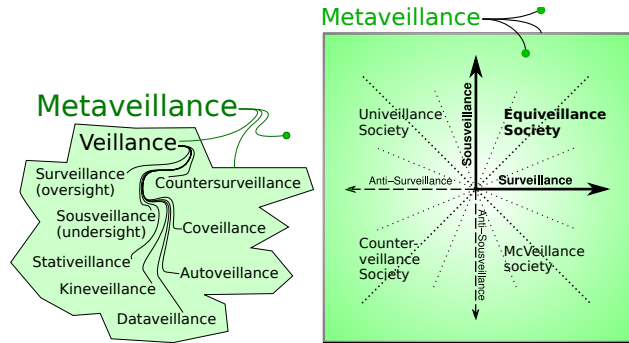 Metaveillance
Veillance
Surveillance
(oversight)
Countersurveillance
Sousveillance
(undersight)
Coveillance
Stativeillance
Autoveillance
Kineveillance
Dataveillance
Metaveillance
Sousveillance
Univeillance
Society
Equiveillance
Society
Anti-Surveillance
Surveillance
Anti-Sousveillance
Counter-
veillance
Society
McVeillance
society